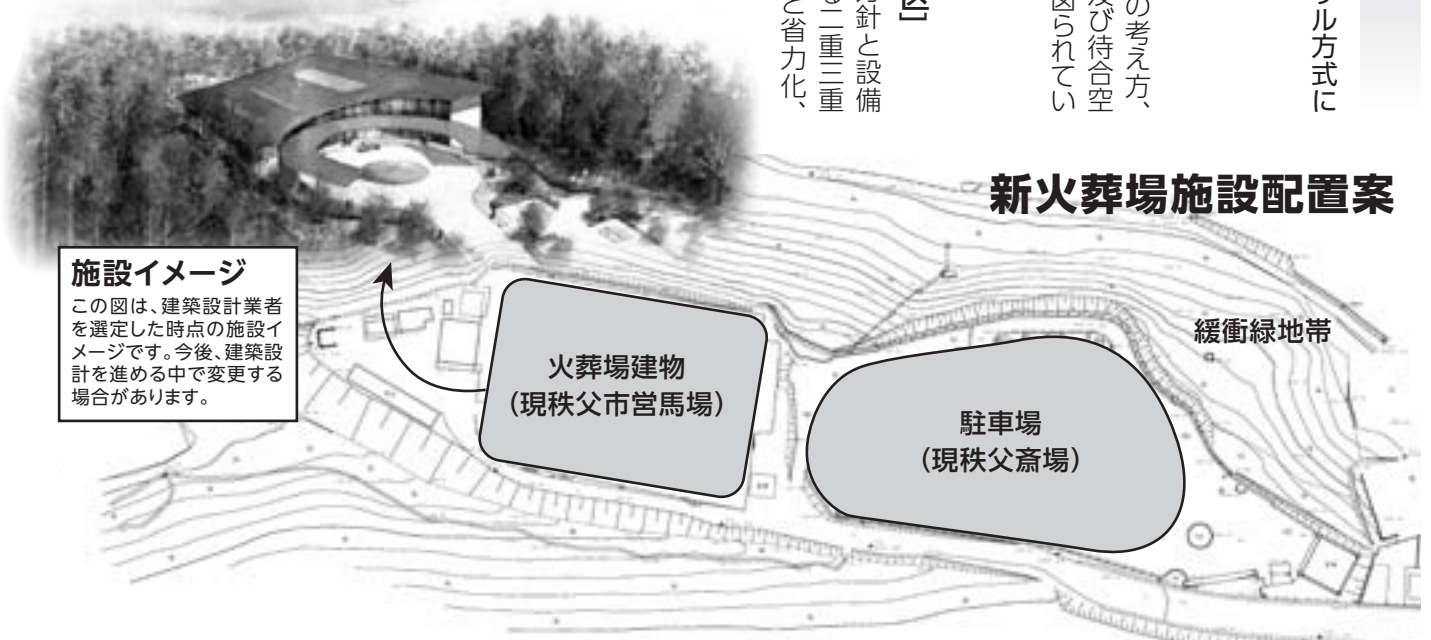 ル方式に
の考え方、
及び待合空
図られてい
区】
方針と設備
る二重三重
と省力化、
新火葬場施設配置案
施設イメージ
この図は、建築設計業者
を選定した時点の施設イ
メージです。今後、建築設
計を進める中で変更する
場合があります。
火葬場建物
（現秩父市営馬場）
駐車場
（現秩父斎場）
緩衝緑地帯